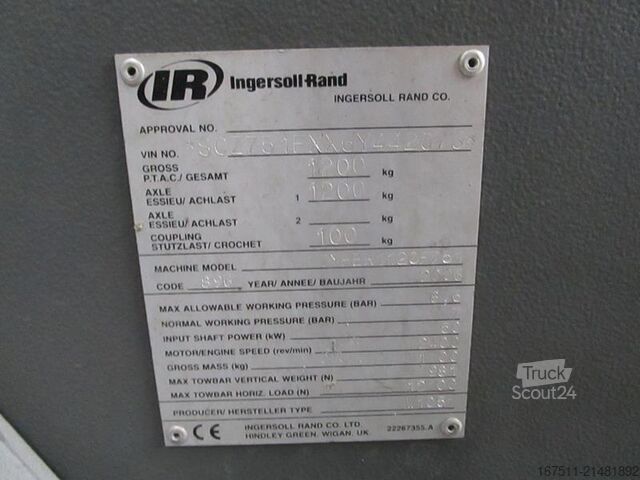 IR Ingersoll-Rand
INGERSOLL RAND CO.
APPROVAL NO.
VIN NO.
GROSS
P.T.A.C./ GESAMT 1200 kg
AXLE
ESSIEU/ ACHLAST 1 1200 kg
AXLE
ESSIEU/ ACHLAST 2 kg
COUPLING
STUTZLAST/ CROCHET 100 kg
MACHINE MODEL
CODE 890 YEAR/ ANNEE/ BAUJAHR
MAX ALLOWABLE WORKING PRESSURE (BAR)
NORMAL WORKING PRESSURE (BAR)
INPUT SHAFT POWER (kW)
MOTOR/ENGINE SPEED (rev/min)
GROSS MASS (kg)
MAX TOWBAR VERTICAL WEIGHT (N) 981
MAX TOWBAR HORIZ. LOAD (N)
PRODUCER/ HERSTELLER TYPE
CE INGERSOLL RAND CO. LTD.
HINDLEY GREEN, WIGAN, UK. 22267355.A
Truck
Scout24
167511-21481892